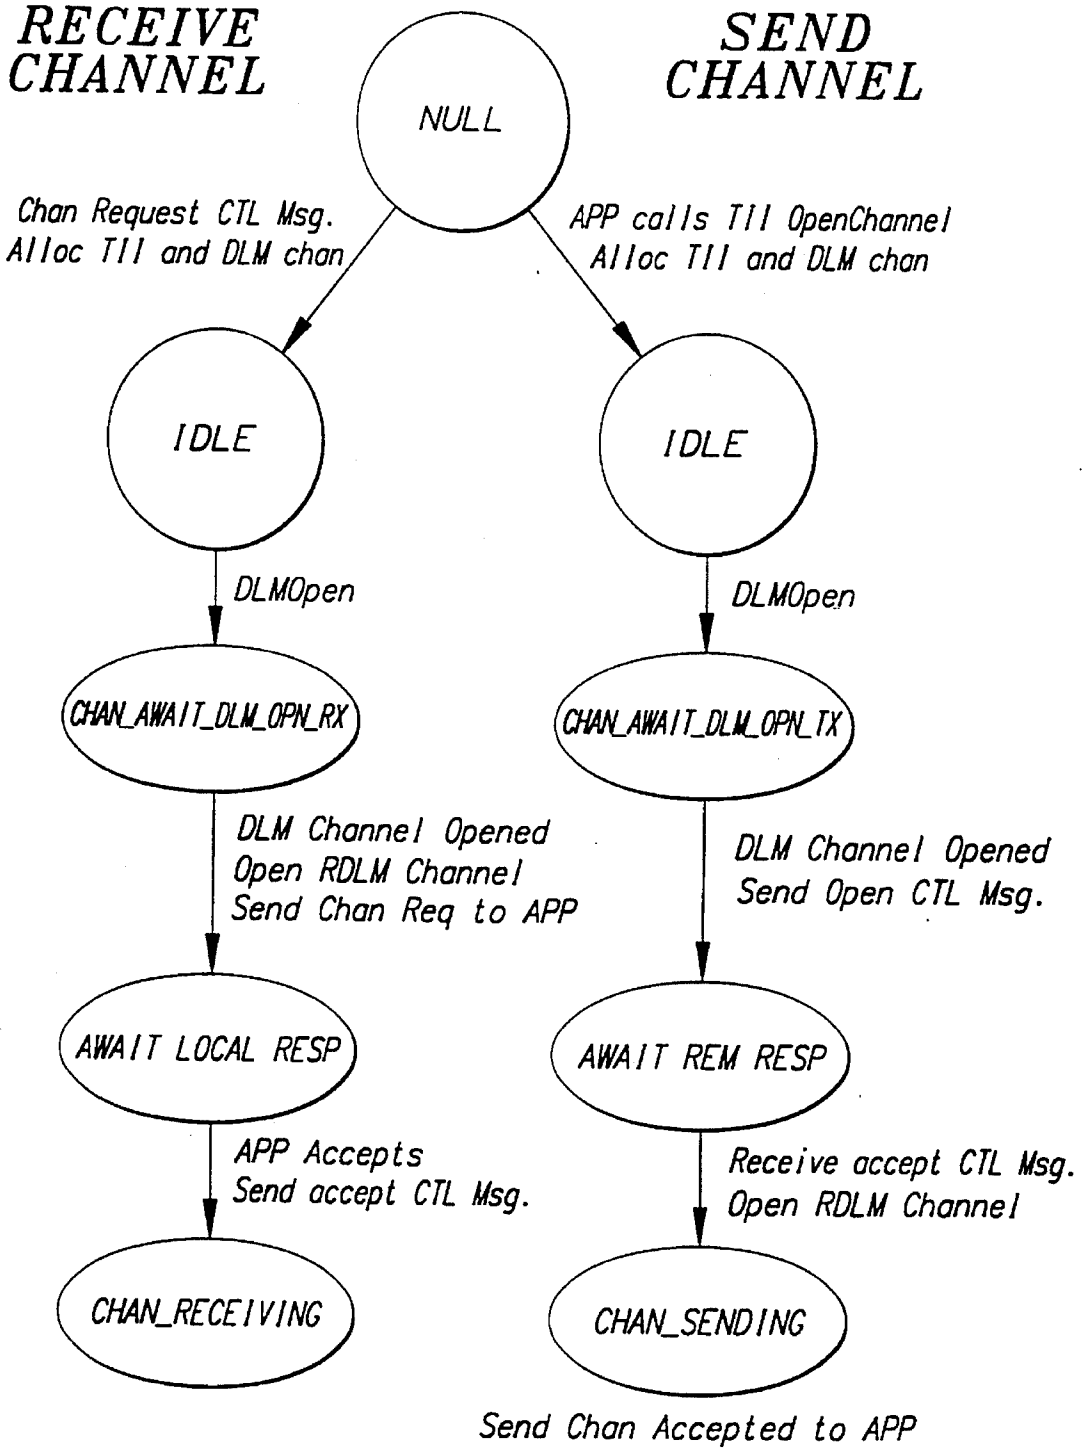 RECEIVE
CHANNEL
SEND
CHANNEL
NULL
Chan Request CTL Msg.
Alloc TII and DLM chan
APP calls TII OpenChannel
Alloc TII and DLM chan
IDLE
IDLE
DLMOpen
DLMOpen
CHAN_AWAIT_DLM_OPN_RX
CHAN_AWAIT_DLM_OPN_TX
DLM Channel Opened
Open RDLM Channel
Send Chan Req to APP
DLM Channel Opened
Send Open CTL Msg.
AWAIT LOCAL RESP
AWAIT REM RESP
APP Accepts
Send accept CTL Msg.
Receive accept CTL Msg.
Open RDLM Channel
CHAN_RECEIVING
CHAN_SENDING
Send Chan Accepted to APP